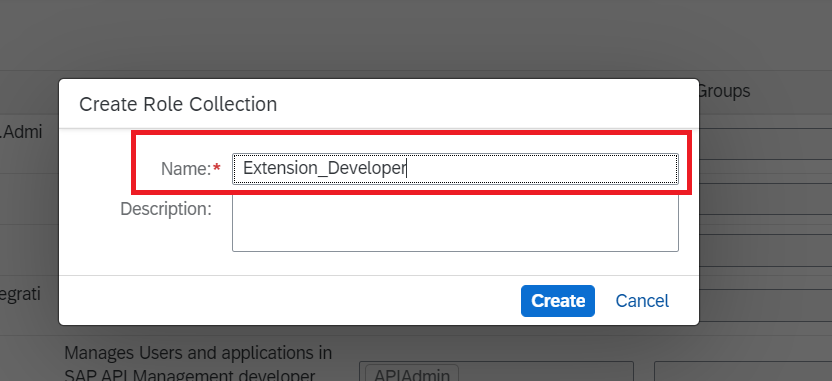 Groups
.Admi
Create Role Collection
Name:*
Extension_Developer
Description:
egrati
Create
Cancel
Manages Users and applications in
SAP API Management developer
APIAdmin